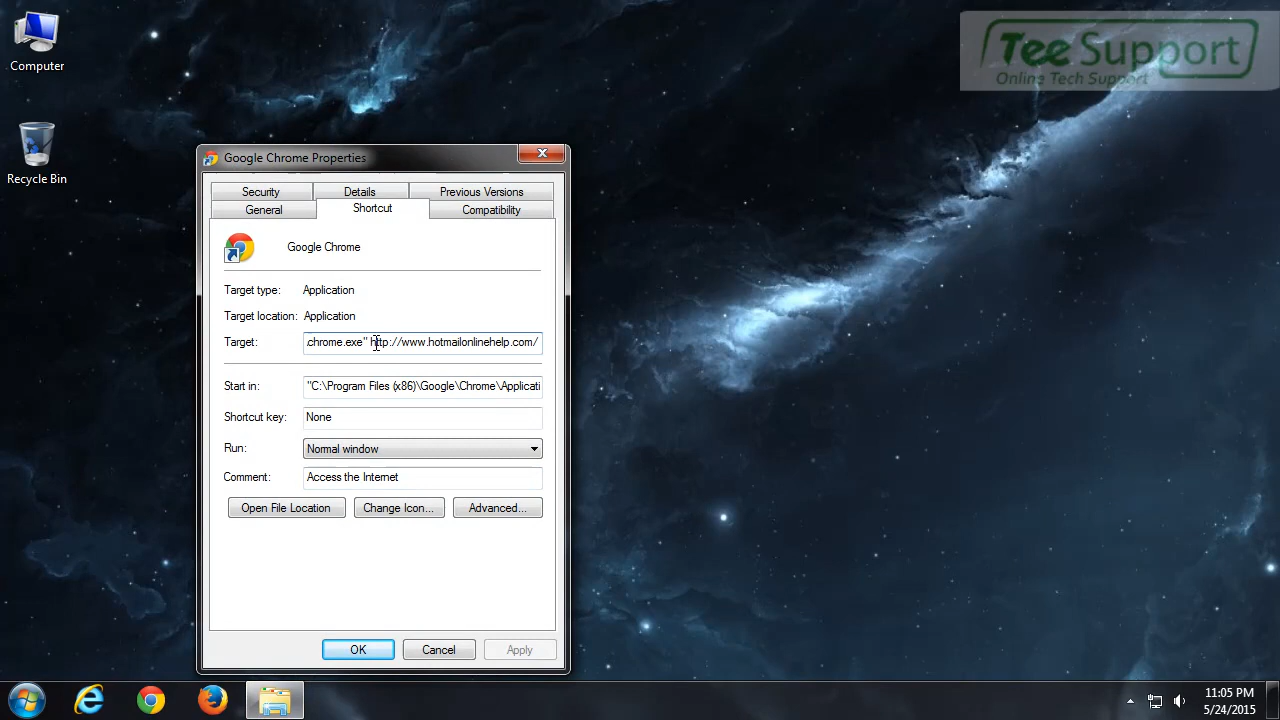 Computer
Recycle Bin
Tee Support
Online Tech Support
Google Chrome Properties
Security Details Previous Versions
General Shortcut Compatibility
Google Chrome
Target type: Application
Target location: Application
Target: chrome.exe" http://www.hotmailonlinehelp.com/
Start in: "C:\Program Files (x86)\Google\Chrome\Applicati
Shortcut key: None
Run: Normal window
Comment: Access the Internet
Open File Location Change Icon... Advanced...
OK Cancel Apply
11:05 PM
5/24/2015